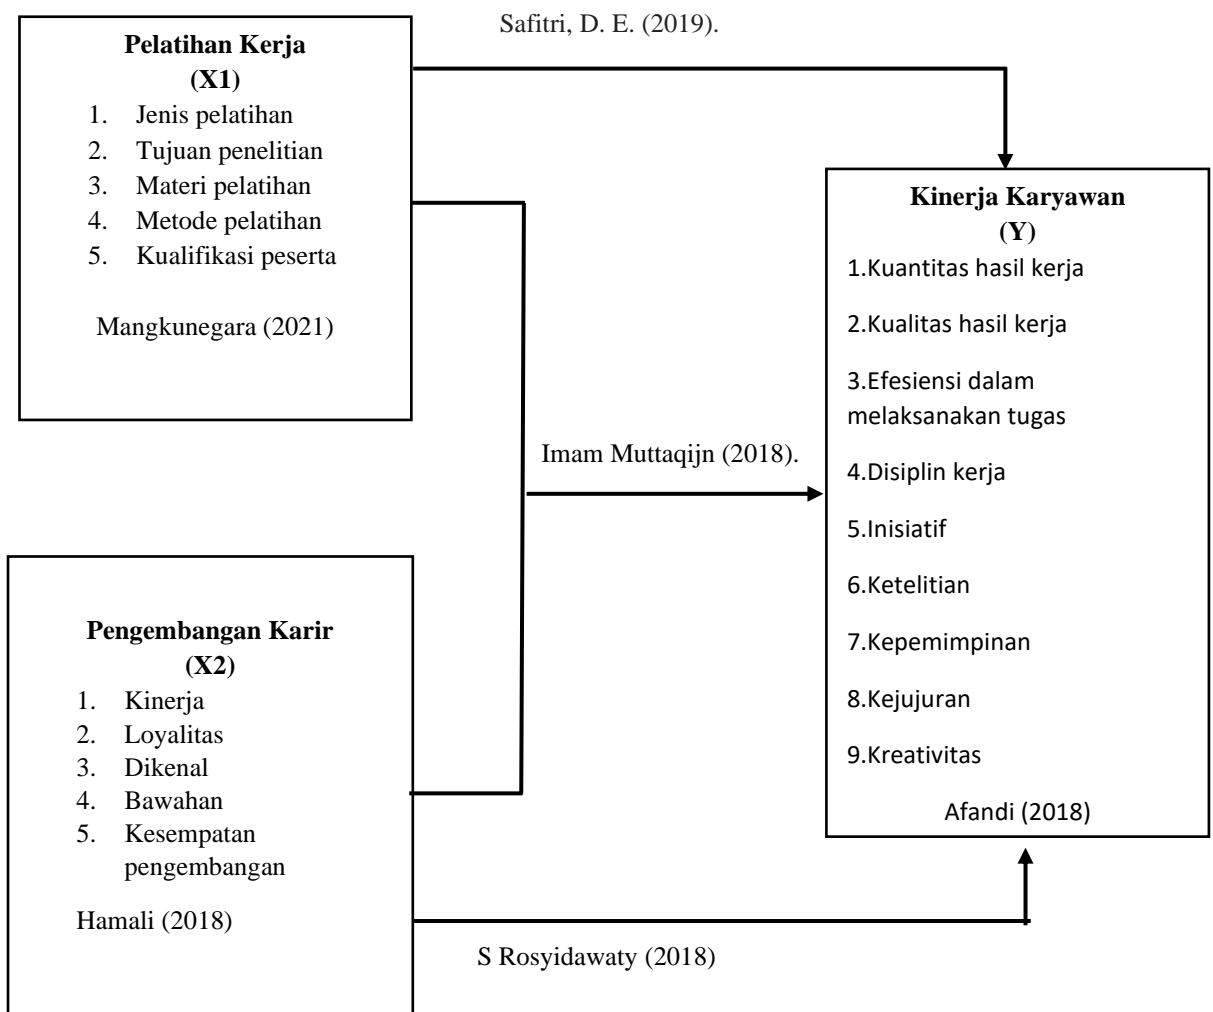 Safitri, D. E. (2019).
Pelatihan Kerja
(X1)
1. Jenis pelatihan
2. Tujuan penelitian
3. Materi pelatihan
4. Metode pelatihan
5. Kualifikasi peserta
Mangkunegara (2021)
Imam Muttaqijn (2018).
Pengembangan Karir
(X2)
1. Kinerja
2. Loyalitas
3. Dikenal
4. Bawahan
5. Kesempatan
pengembangan
Hamali (2018)
S Rosyidawaty (2018)
Kinerja Karyawan
(Y)
1.Kuantitas hasil kerja
2.Kualitas hasil kerja
3.Efesiensi dalam
melaksanakan tugas
4.Disiplin kerja
5.Inisiatif
6.Ketelitian
7.Kepemimpinan
8.Kejujuran
9.Kreativitas
Afandi (2018)